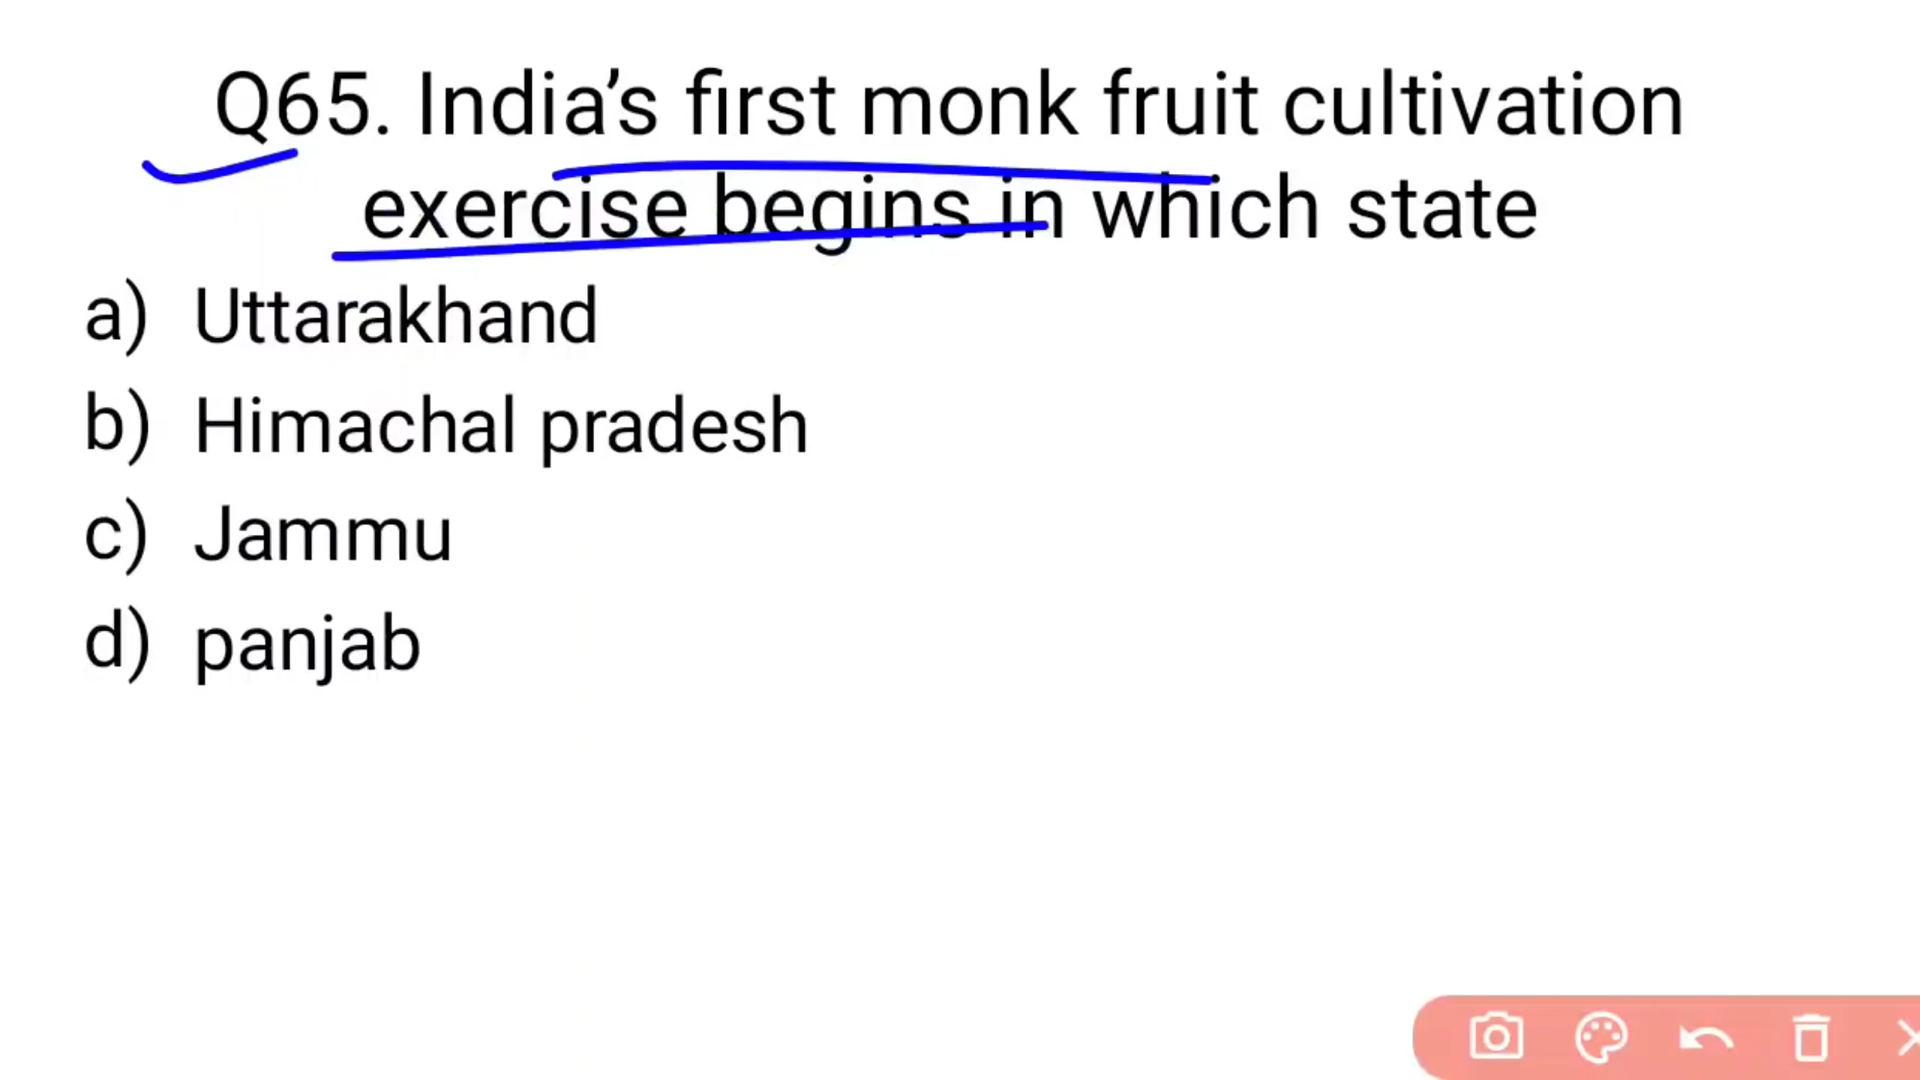 Q65. India’s first monk fruit cultivation
exercise begins in which state
a) Uttarakhand
b) Himachal pradesh
c) Jammu
d) panjab